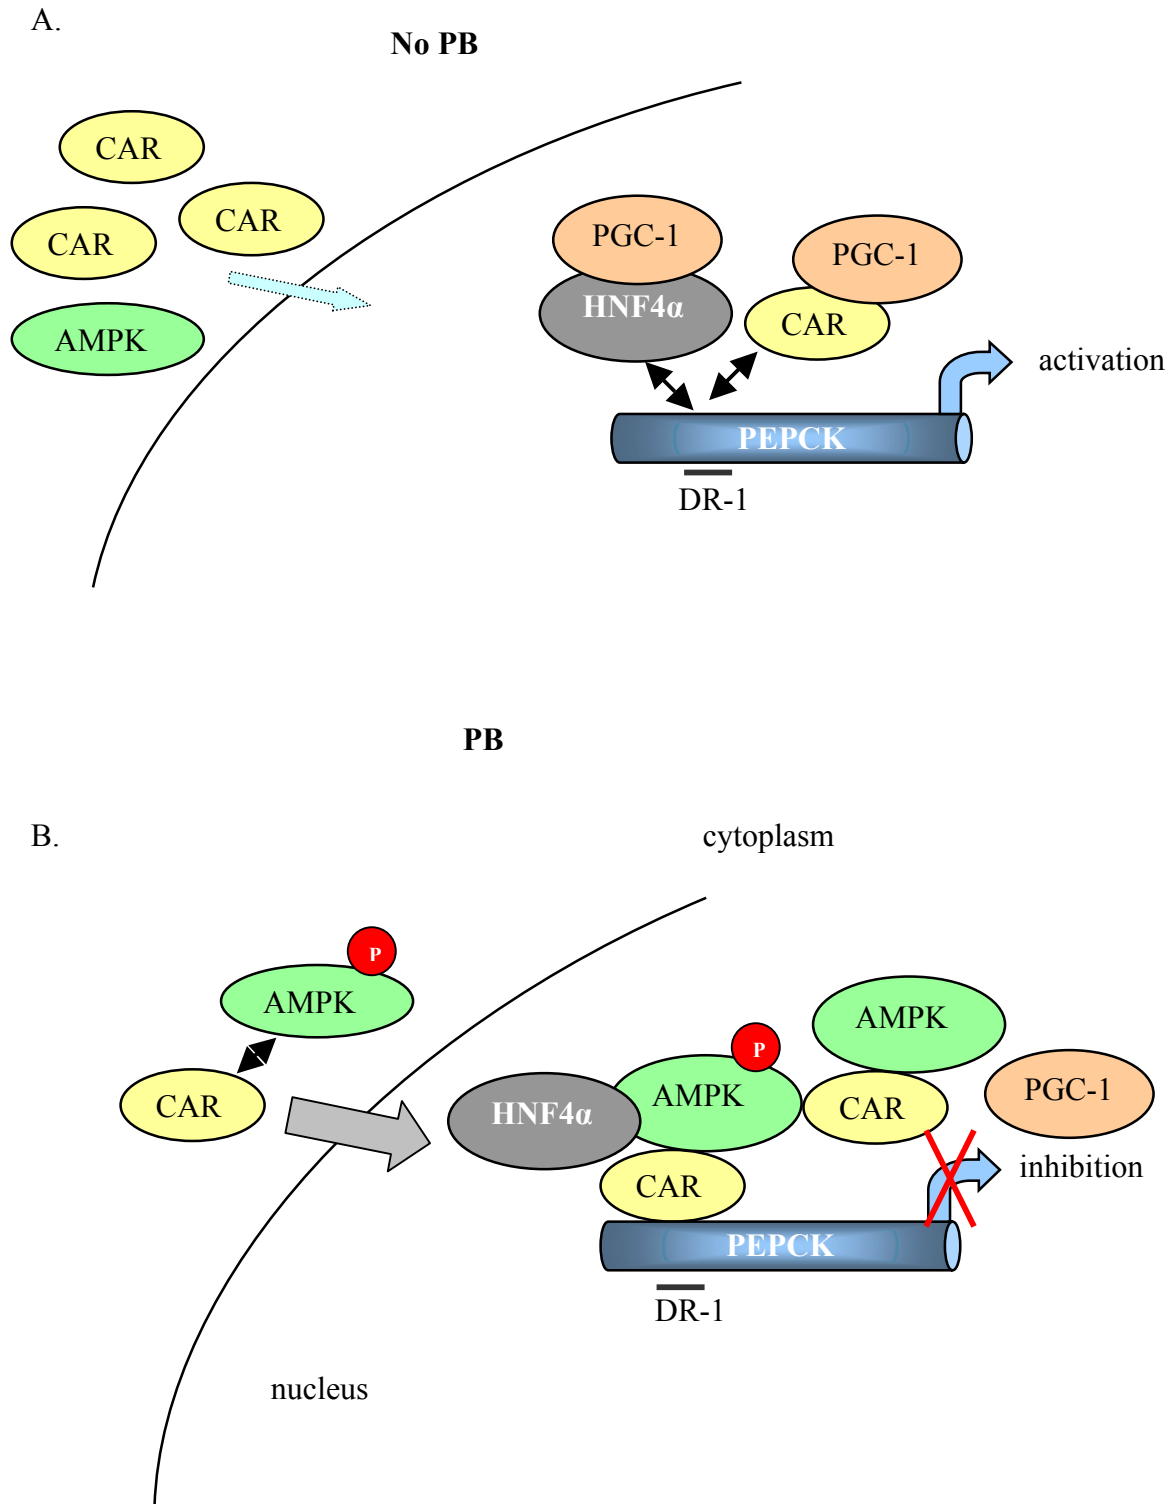 A.
No PB
CAR
CAR
CAR
AMPK
PGC-1
PGC-1
HNF4α
CAR
activation
PEPCK
DR-1
PB
B.
cytoplasm
P
AMPK
CAR
AMPK
P
AMPK
PGC-1
HNF4α
CAR
CAR
inhibition
PEPCK
DR-1
nucleus